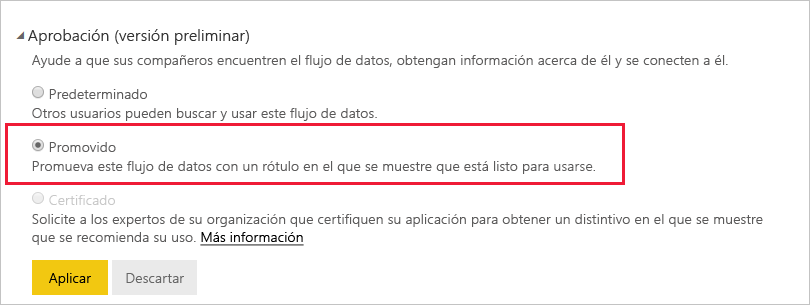 Aprobación (versión preliminar)
Ayude a que sus compañeros encuentren el flujo de datos, obtengan información acerca de él y se conecten a él.
Predeterminado
Otros usuarios pueden buscar y usar este flujo de datos.
Promovido
Promueva este flujo de datos con un rótulo en el que se muestre que está listo para usarse.
Certificado
Solicite a los expertos de su organización que certifiquen su aplicación para obtener un distintivo en el que se muestre
que se recomienda su uso. Más información
Aplicar Descartar